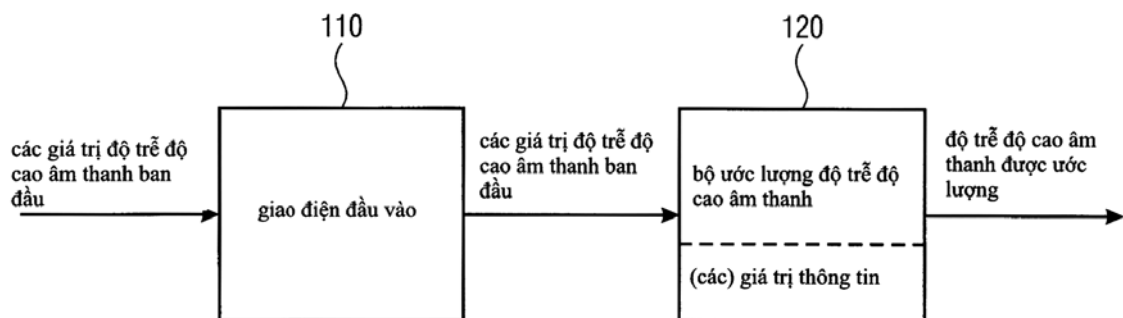 110
120
các giá trị độ trễ độ
cao âm thanh ban
đầu
giao điện đầu vào
các giá trị độ trễ độ
cao âm thanh ban
đầu
bộ ước lượng độ trễ độ
cao âm thanh
(các) giá trị thông tin
độ trễ độ cao âm
thanh được ước
lượng